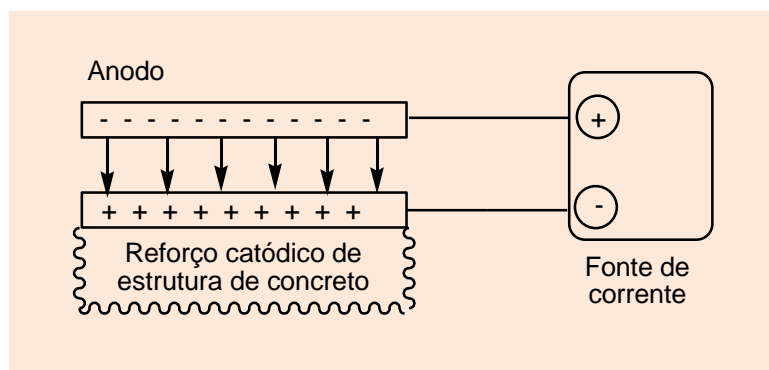 Anodo
- - - - - - - - - - - - -
+
+ + + + + + + + +
-
Reforço catódico de
estrutura de concreto
Fonte de
corrente